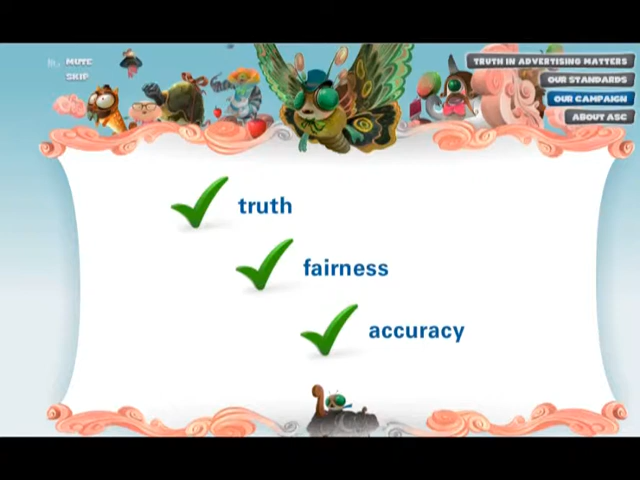 MUTE
SKIP
TRUTH IN ADVERTISING MATTERS
OUR STANDARDS
OUR CAMPAIGN
ABOUT ASC
truth
fairness
accuracy